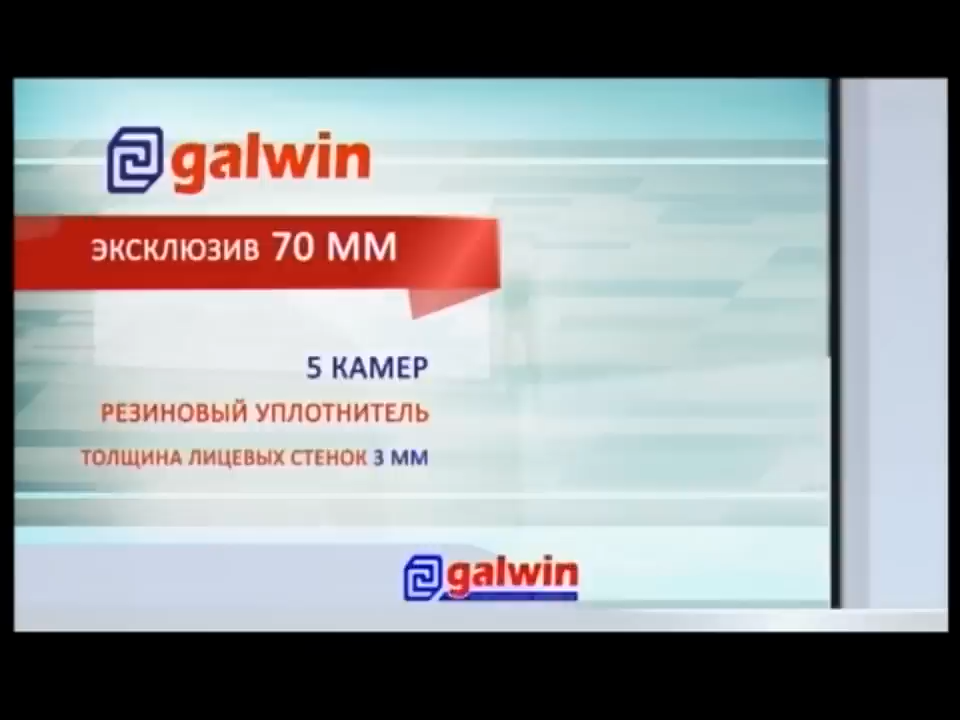 galwin
ЭКСКЛЮЗИВ 70 ММ
5 КАМЕР
РЕЗИНОВЫЙ УПЛОТНИТЕЛЬ
ТОЛЩИНА ЛИЦЕВЫХ СТЕНОК 3 ММ
galwin